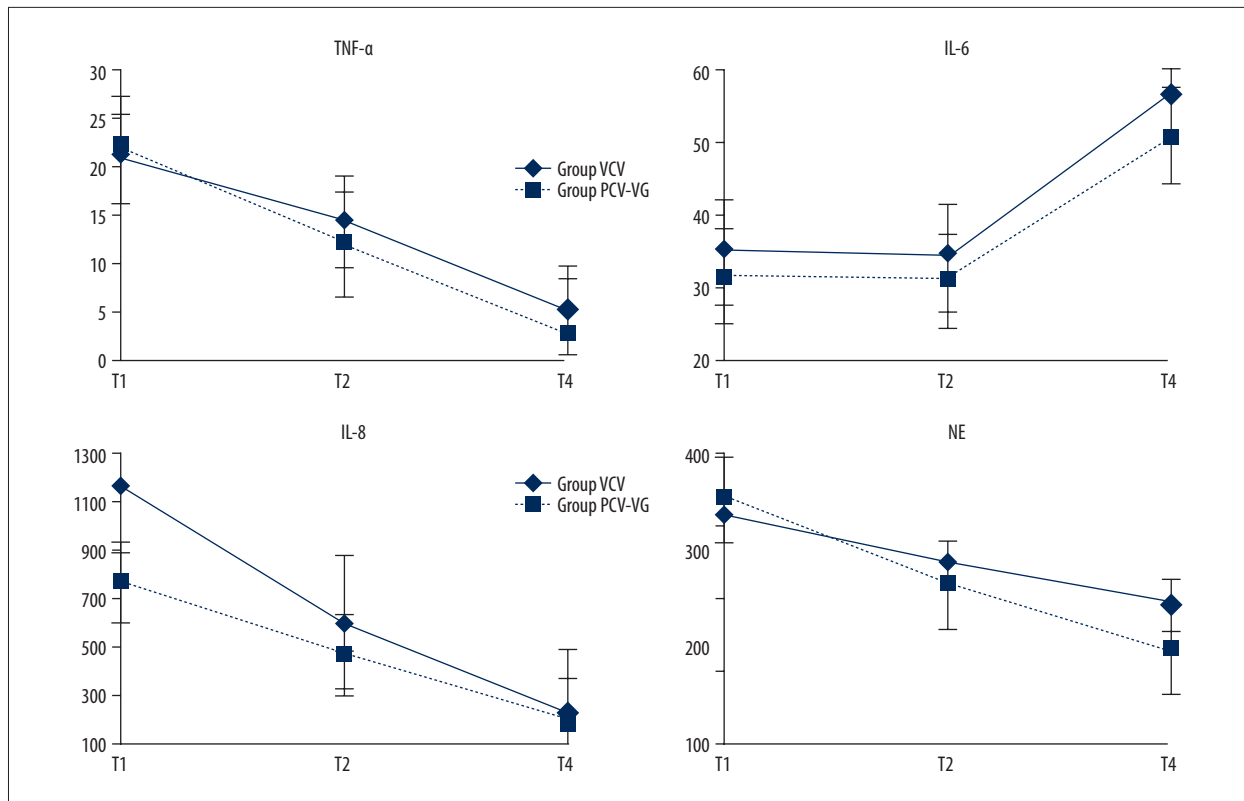 TNF-α
30
25
20
15
10
5
0
T1 T2 T4
Group VCV
Group PCV-VG
IL-6
60
50
40
30
20
T1 T2 T4
IL-8
1300
1100
900
700
500
300
100
T1 T2 T4
Group VCV
Group PCV-VG
NE
400
300
200
100
T1 T2 T4